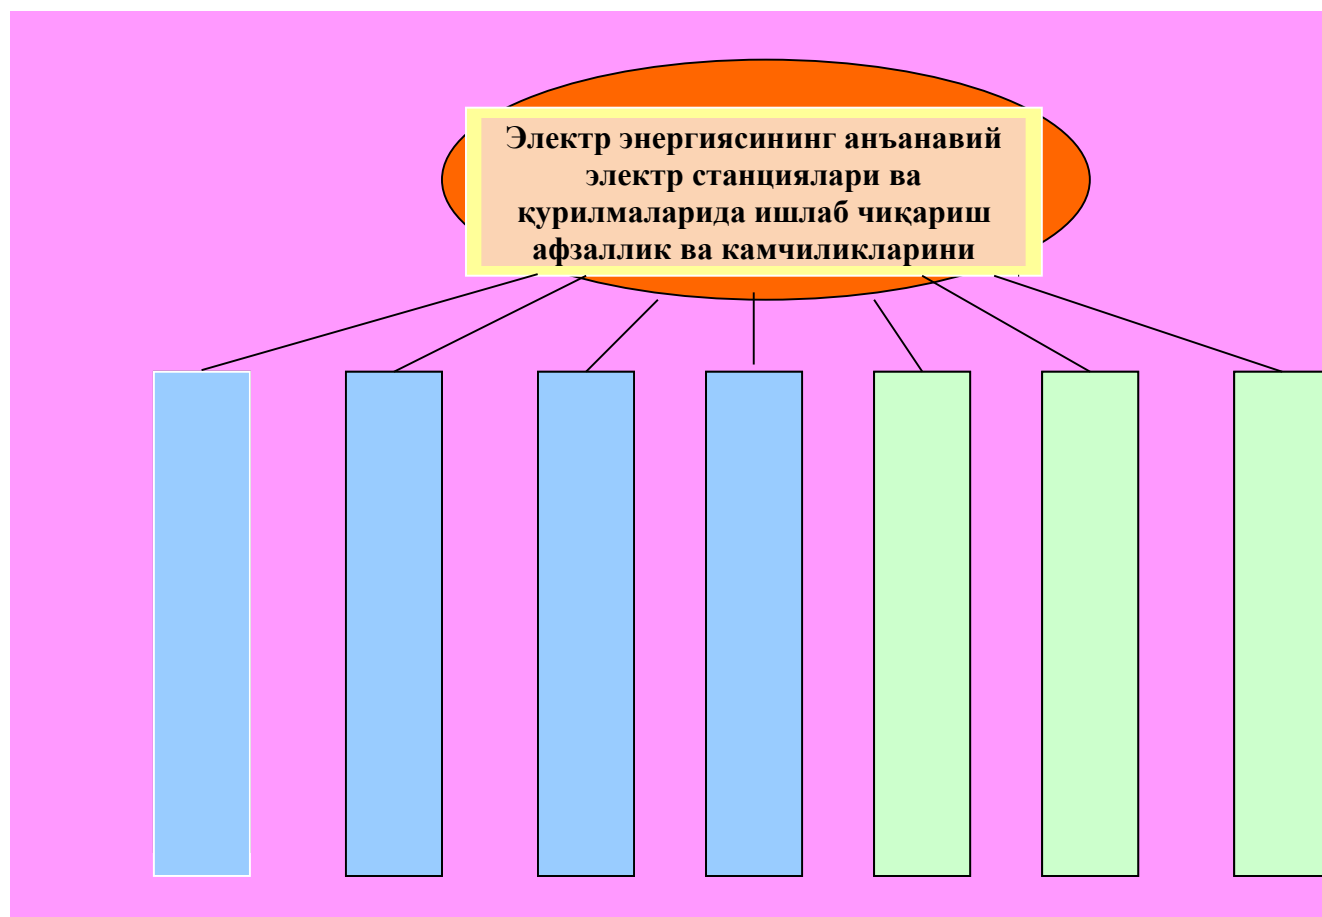 Электр энергиясининг анъанавий
электр станциялари ва
қурилмаларида ишлаб чиқариш
афзаллик ва камчиликларини